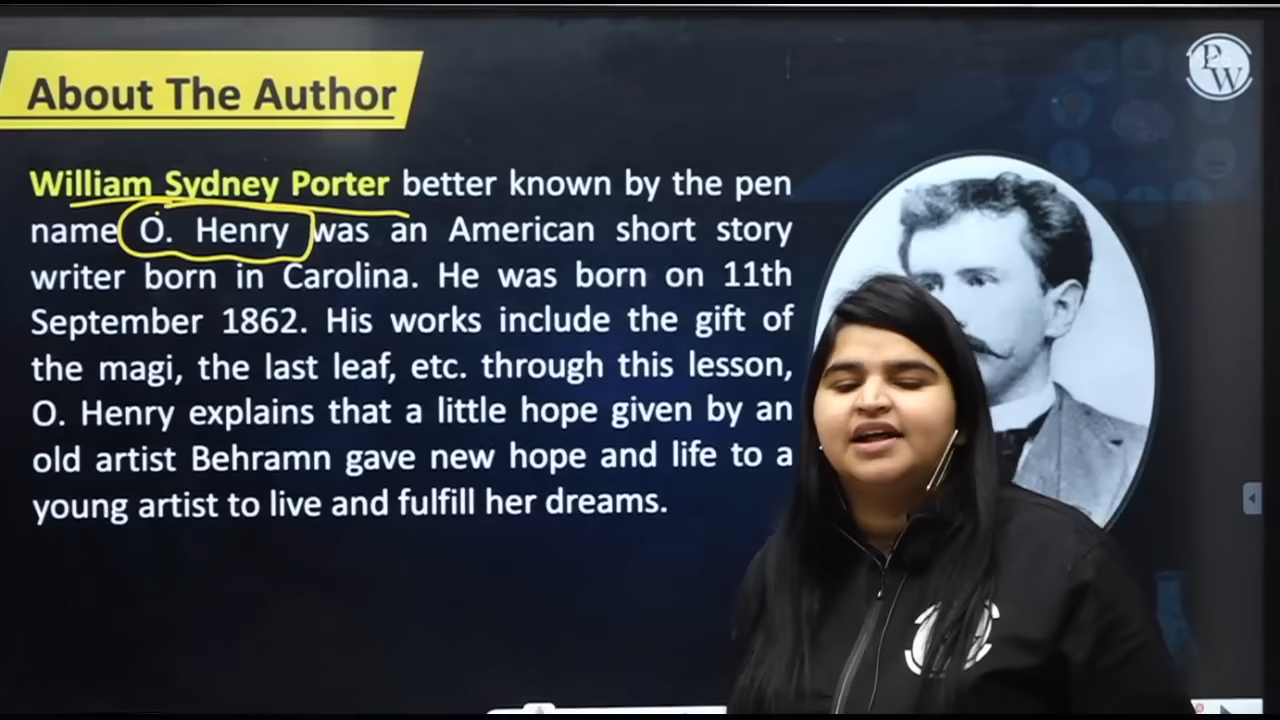 About The Author
PW
William Sydney Porter better known by the pen
name O. Henry was an American short story
writer born in Carolina. He was born on 11th
September 1862. His works include the gift of
the magi, the last leaf, etc. through this lesson,
O. Henry explains that a little hope given by an
old artist Behramn gave new hope and life to a
young artist to live and fulfill her dreams.